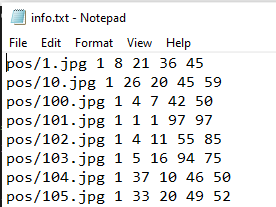 info.txt - Notepad
File Edit Format View Help
pos/1.jpg 1 8 21 36 45
pos/10.jpg 1 26 20 45 59
pos/100.jpg 1 4 7 42 50
pos/101.jpg 1 1 1 97 97
pos/102.jpg 1 4 11 55 85
pos/103.jpg 1 5 16 94 75
pos/104.jpg 1 37 10 46 50
pos/105.jpg 1 33 20 49 52